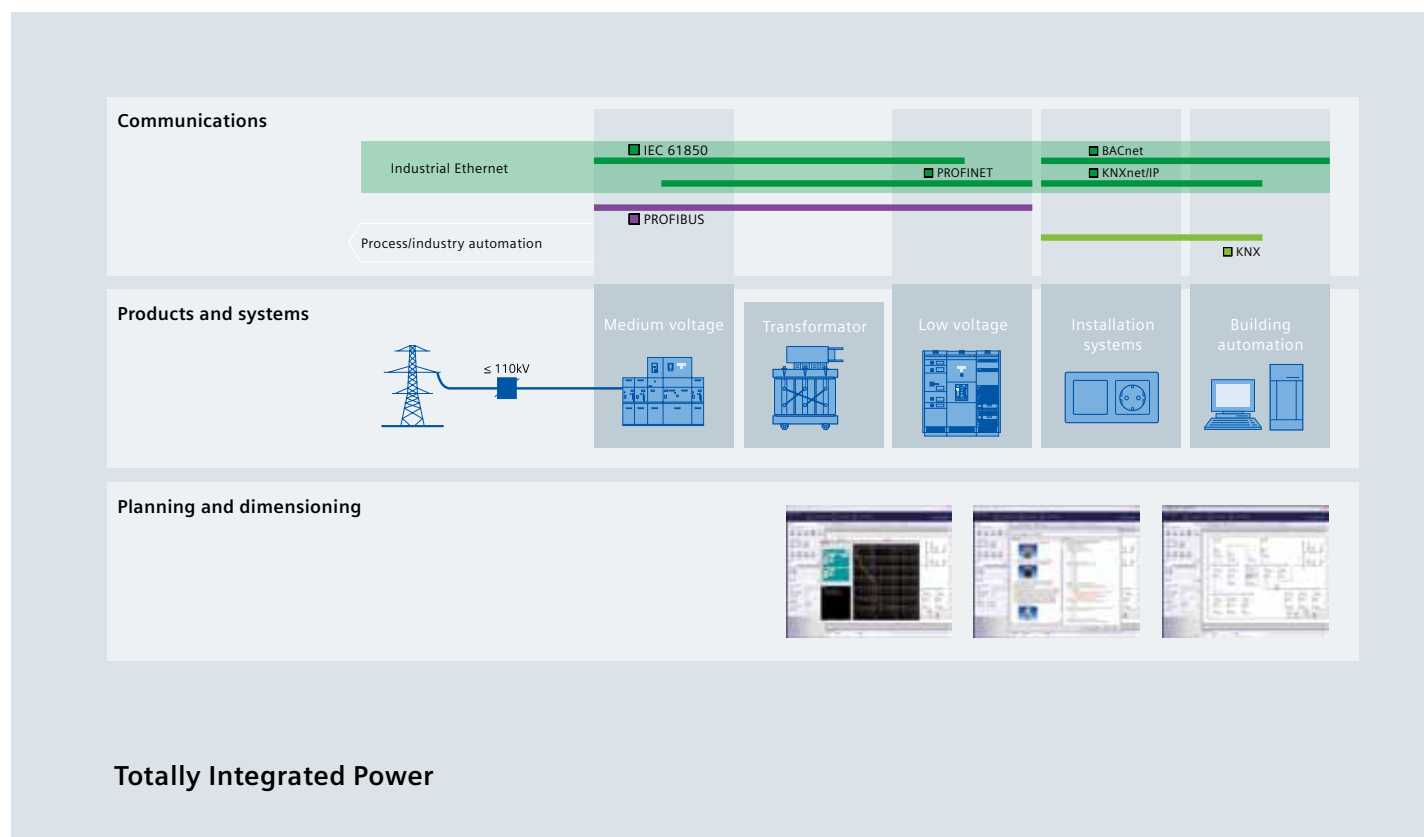 Communications
Industrial Ethernet
IEC 61850
BACnet
PROFINET
KNXnet/IP
PROFIBUS
Process/industry automation
KNX
Products and systems
Medium voltage
Transformator
Low voltage
Installation
systems
Building
automation
≤ 110kV
Planning and dimensioning
Totally Integrated Power